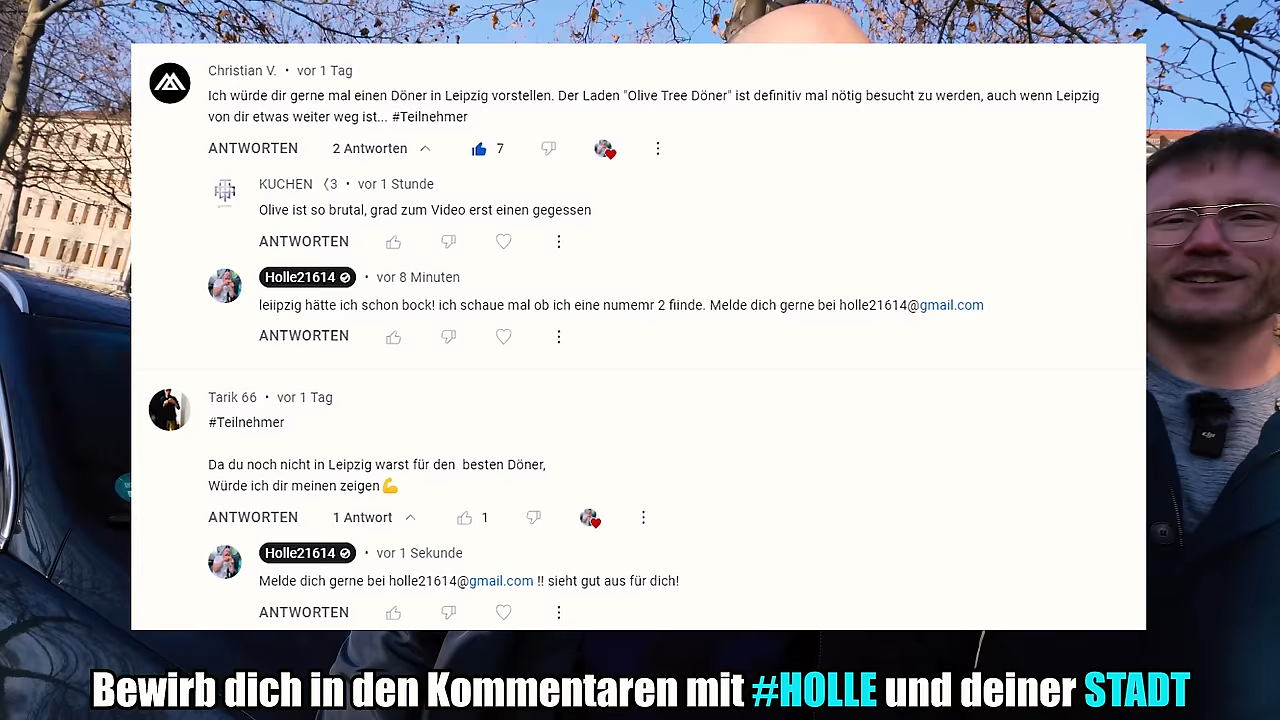 Christian V. • vor 1 Tag
Ich würde dir gerne mal einen Döner in Leipzig vorstellen. Der Laden "Olive Tree Döner" ist definitiv mal nötig besucht zu werden, auch wenn Leipzig
von dir etwas weiter weg ist... #Teilnehmer
ANTWORTEN 2 Antworten 7
KUCHEN 〈3 • vor 1 Stunde
Olive ist so brutal, grad zum Video erst einen gegessen
ANTWORTEN
Holle21614 • vor 8 Minuten
leiipzig hätte ich schon bock! ich schaue mal ob ich eine numemr 2 fiinde. Melde dich gerne bei holle21614@gmail.com
ANTWORTEN
Tarik 66 • vor 1 Tag
#Teilnehmer
Da du noch nicht in Leipzig warst für den besten Döner,
Würde ich dir meinen zeigen💪
ANTWORTEN 1 Antwort 1
Holle21614 • vor 1 Sekunde
Melde dich gerne bei holle21614@gmail.com !! sieht gut aus für dich!
ANTWORTEN
dji
Bewirb dich in den Kommentaren mit #HOLLE und deiner STADT